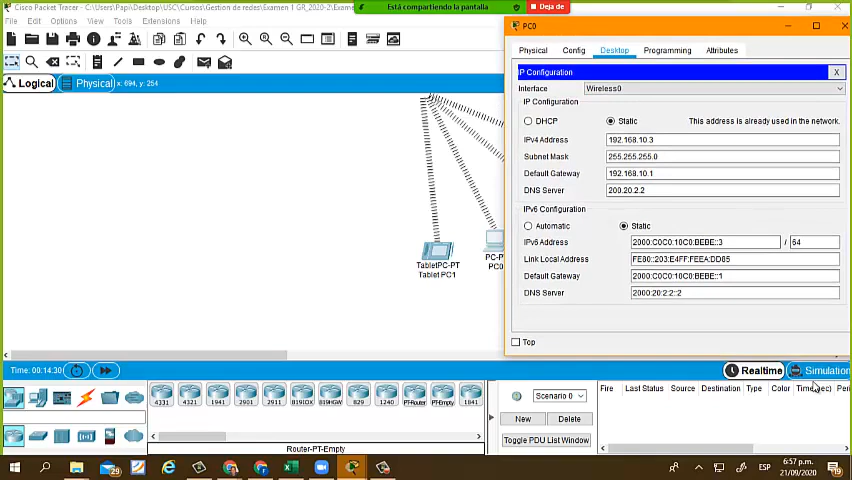 Cisco Packet Tracer - C:\Users\Papi\Desktop\USC\Cursos\Gestion de redes\Examen 1 GR_2020-2\Exame
Está compartiendo la pantalla
Deja de
File Edit Options View Tools Extensions Help
Logical
Physical
x: 694, y: 254
PC0
Physical Config Desktop Programming Attributes
IP Configuration
X
Interface
Wireless0
IP Configuration
DHCP
Static
This address is already used in the network.
IPv4 Address
192.168.10.3
Subnet Mask
255.255.255.0
Default Gateway
192.168.10.1
DNS Server
200.20.2.2
IPv6 Configuration
Automatic
Static
IPv6 Address
2000:C0C0:10C0:BEBE::3
/ 64
Link Local Address
FE80::203:E4FF:FEEA:DD85
Default Gateway
2000:C0C0:10C0:BEBE::1
DNS Server
2000:20:2:2::2
Top
TabletPC-PT
Tablet PC1
PC-P
PC0
Time: 00:14:30
Realtime
Simulation
4331 4321 1941 2901 2911 819IOX 819HGW 829 1240 PT-Router PT-Empty 1841
Router-PT-Empty
Scenario 0
New
Delete
Toggle PDU List Window
Fire Last Status Source Destination Type Color Time(sec) Peri
29
ESP
6:57 p.m.
21/09/2020
19